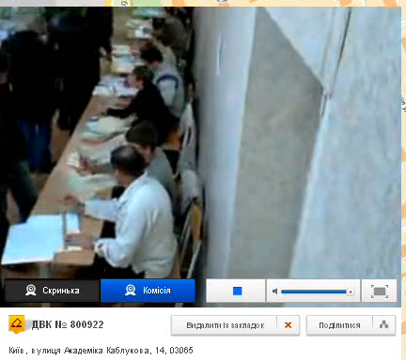 Скринька Комісія
ДВК № 800922 Видалити із закладок Поділитися
Київ, вулиця Академіка Каблукова, 14, 03065